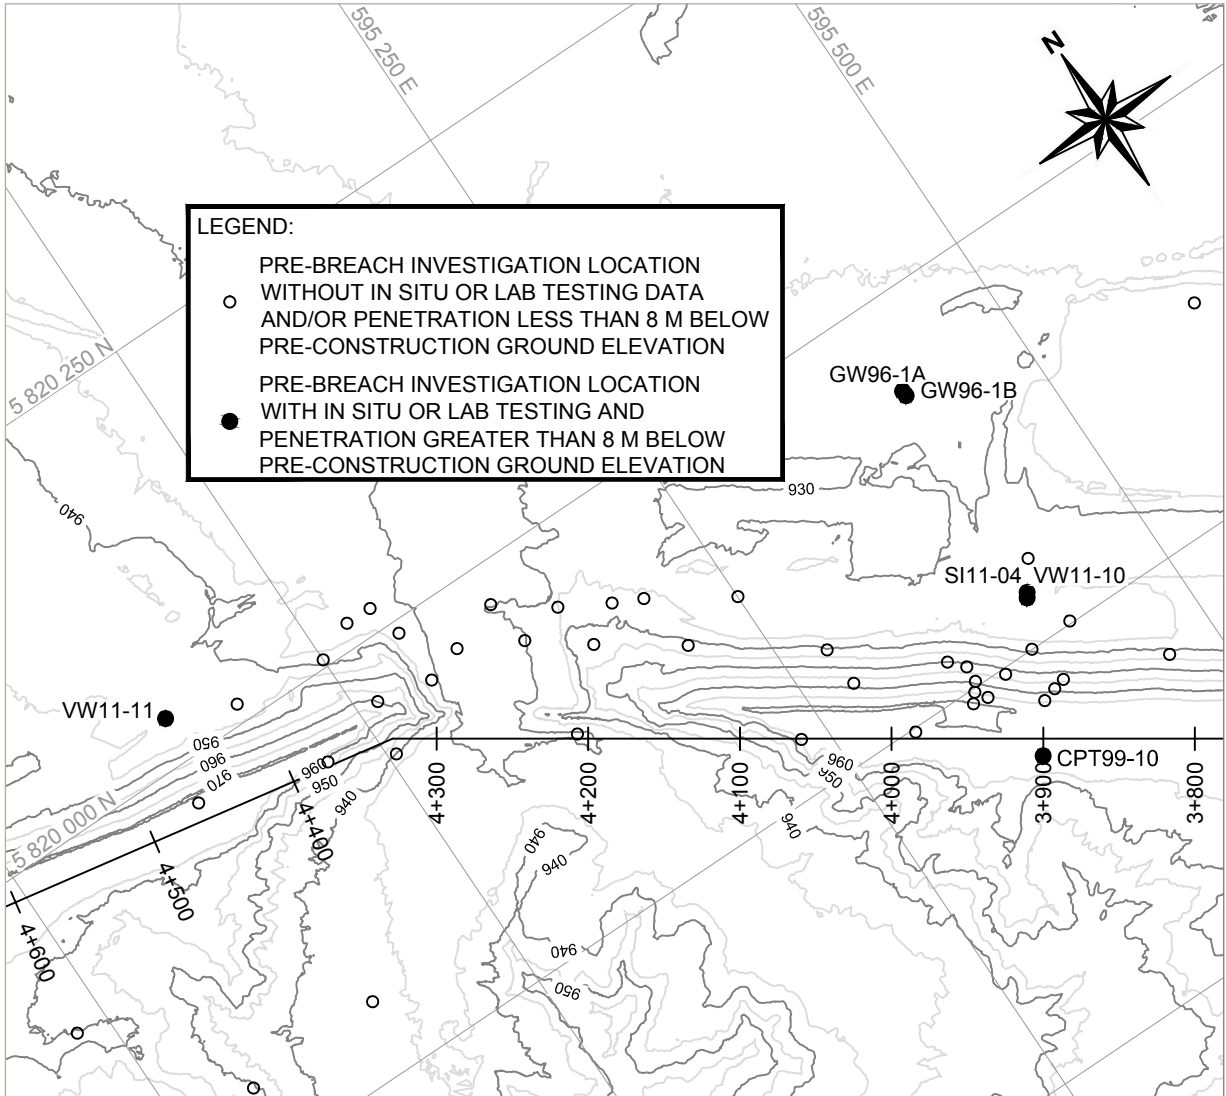 595 250 E
595 500 E
N
LEGEND:
PRE-BREACH INVESTIGATION LOCATION
WITHOUT IN SITU OR LAB TESTING DATA
AND/OR PENETRATION LESS THAN 8 M BELOW
PRE-CONSTRUCTION GROUND ELEVATION
PRE-BREACH INVESTIGATION LOCATION
WITH IN SITU OR LAB TESTING AND
PENETRATION GREATER THAN 8 M BELOW
PRE-CONSTRUCTION GROUND ELEVATION
5 820 250 N
GW96-1A
GW96-1B
930
940
SI11-04
VW11-10
VW11-11
950
960
970
960
950
940
960
950
940
CPT99-10
5 820 000 N
4+600
4+500
4+400
4+300
4+200
4+100
4+000
3+900
3+800
940
940
940
950